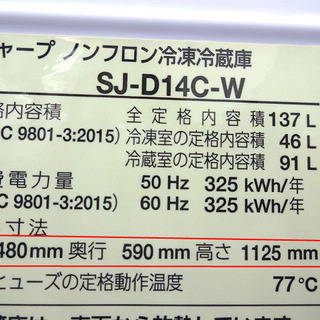 ャープ ノンフロン冷凍冷蔵庫
SJ-D14C-W
格内容積 全定格内容積 137 L
C 9801-3:2015) 冷凍室の定格内容積 46 L
冷蔵室の定格内容積 91 L
費電力量 50 Hz 325 kWh/年
C 9801-3:2015) 60 Hz 325 kWh/年
寸法
480 mm 奥行 590 mm 高さ 1125 mm
ヒューズの定格動作温度 77℃